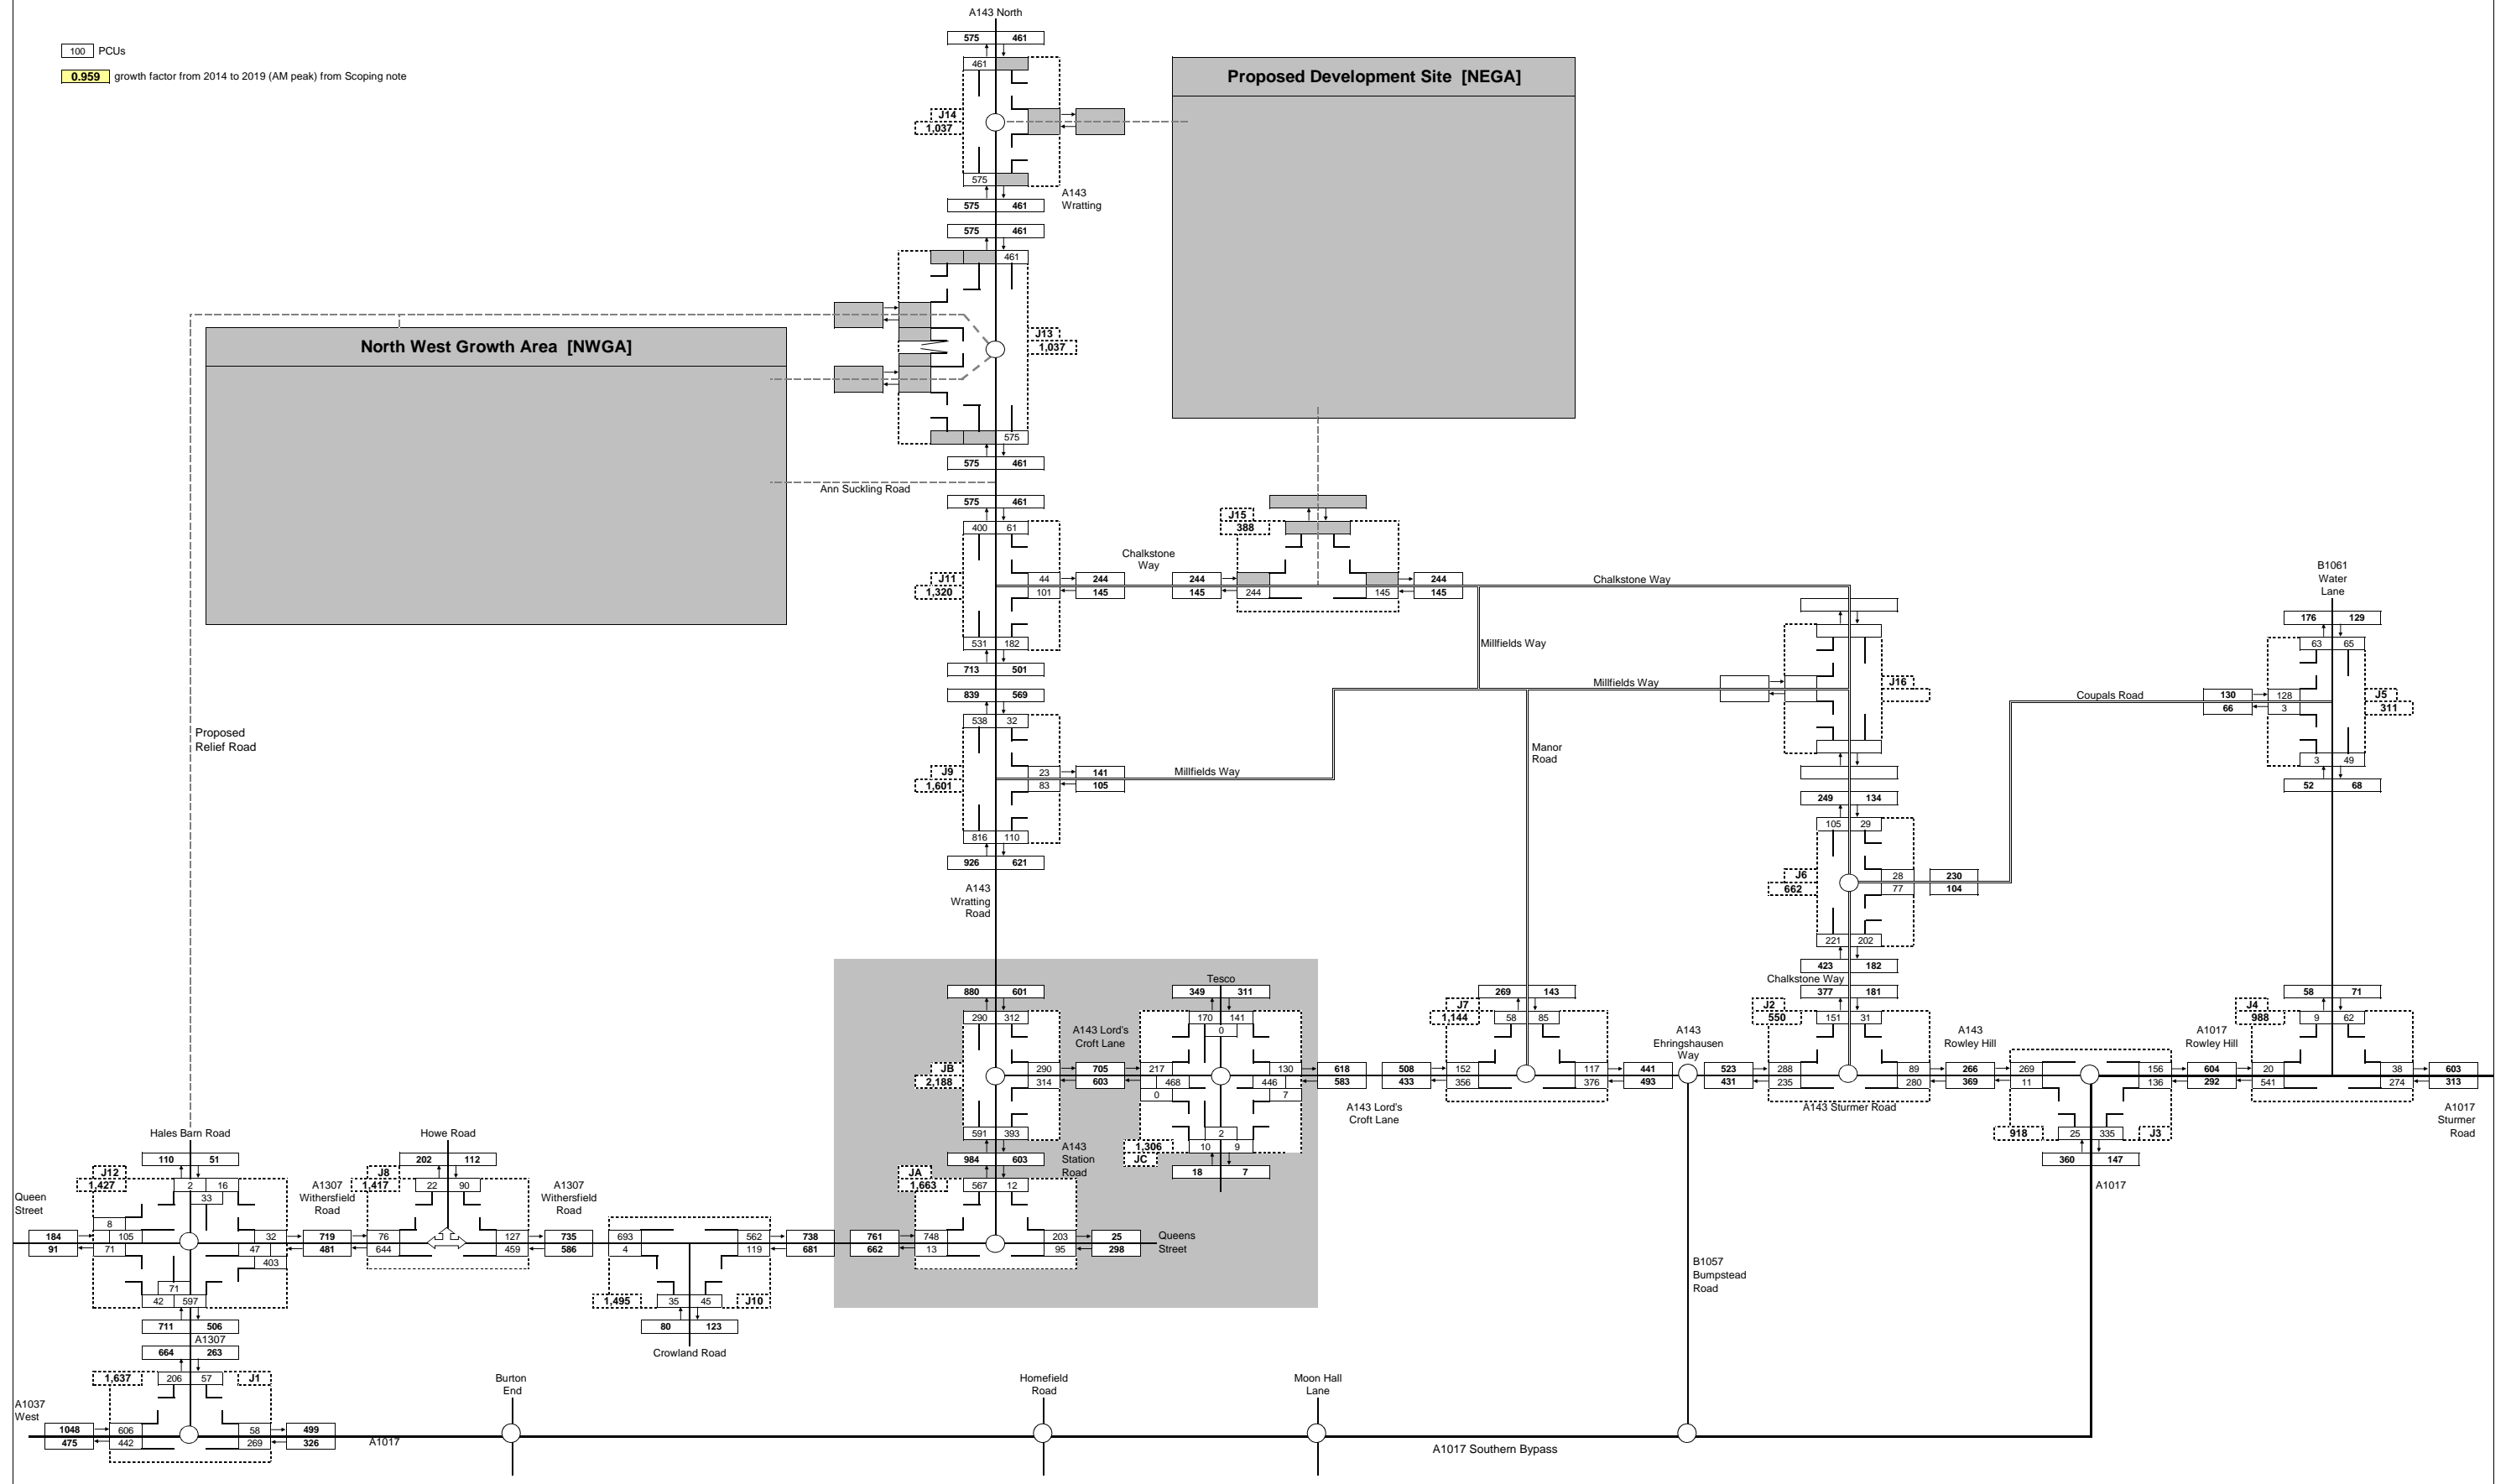 A143 North
575 461
100 PCUs
0.959 growth factor from 2014 to 2019 (AM peak) from Scoping note
461
Proposed Development Site [NEGA]
J14
1,037
575
A143
Wratting
575 461
575 461
461
North West Growth Area [NWGA]
J13
1,037
575
575 461
Ann Suckling Road
575 461
400 61
J11
1,320
44
101
244
145
531 182
713 501
Chalkstone
Way
J15
388
244
145
244
145
244
145
Chalkstone Way
Millfields Way
Millfields Way
J16
B1061
Water
Lane
176 129
63 65
Coupals Road
130
66
128
3
J5
311
3 49
52 68
Proposed
Relief Road
839 569
538 32
J9
1,601
23
83
141
105
Millfields Way
816 110
926 621
A143
Wratting
Road
Manor
Road
249 134
105 29
J6
662
28
77
230
104
221 202
423 182
Chalkstone Way
880 601
290 312
JB
2,188
290
314
A143 Lord's
Croft Lane
705
603
591 393
984 603
A143
Station
Road
Tesco
349 311
170 141
0
217
468
0
130
446
7
2
10 9
1,306
JC
18 7
618
583
A143 Lord's
Croft Lane
508
433
269 143
J7
1,144
58 85
152
356
117
376
441
493
A143
Ehringshausen
Way
523
431
377 181
J2
550
151 31
288
235
89
280
A143 Sturmer Road
A143
Rowley Hill
266
369
269
11
156
136
918
25 335
J3
360 147
A1017
A1017
Rowley Hill
604
292
58 71
J4
988
9 62
20
541
38
274
603
313
A1017
Sturmer
Road
Hales Barn Road
110 51
J12
1,427
2 16
33
Queen
Street
184
91
8
105
71
32
47
403
71
42 597
711 506
A1307
A1307
Withersfield
Road
719
481
Howe Road
202 112
J8
1,417
22 90
76
644
127
459
A1307
Withersfield
Road
735
586
693
4
562
119
1,495
35 45
J10
80 123
Crowland Road
738
681
761
662
JA
1,663
567 12
748
13
203
95
25
298
Queens
Street
B1057
Bumpstead
Road
664 263
1,637
206 57
J1
A1037
West
1048
475
606
442
58
269
499
326
A1017
Burton
End
Homefield
Road
Moon Hall
Lane
A1017 Southern Bypass